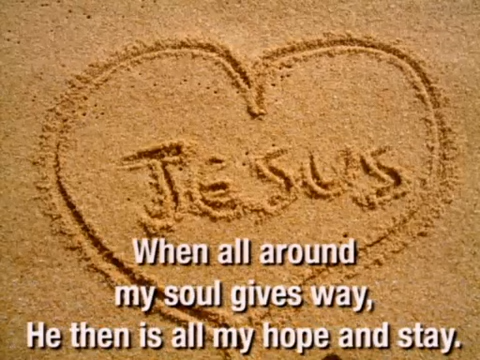 JESUS
When all around
my soul gives way,
He then is all my hope and stay.